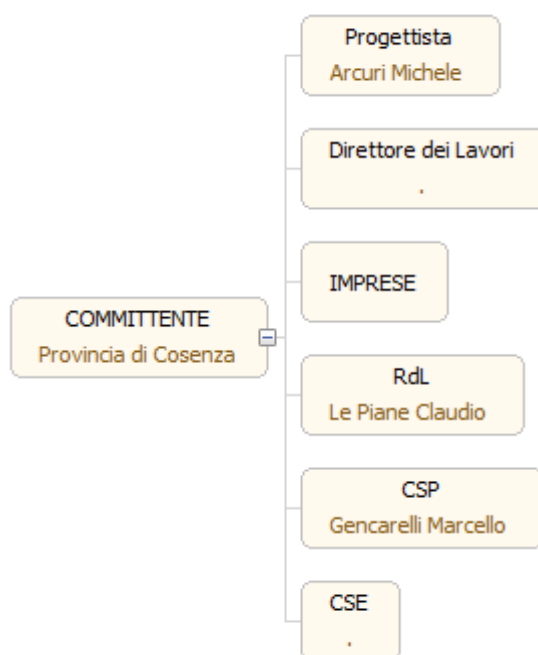 Progettista
Arcuri Michele
Direttore dei Lavori
.
IMPRESE
COMMITTENTE
Provincia di Cosenza
RdL
Le Piane Claudio
CSP
Gencarelli Marcello
CSE
.